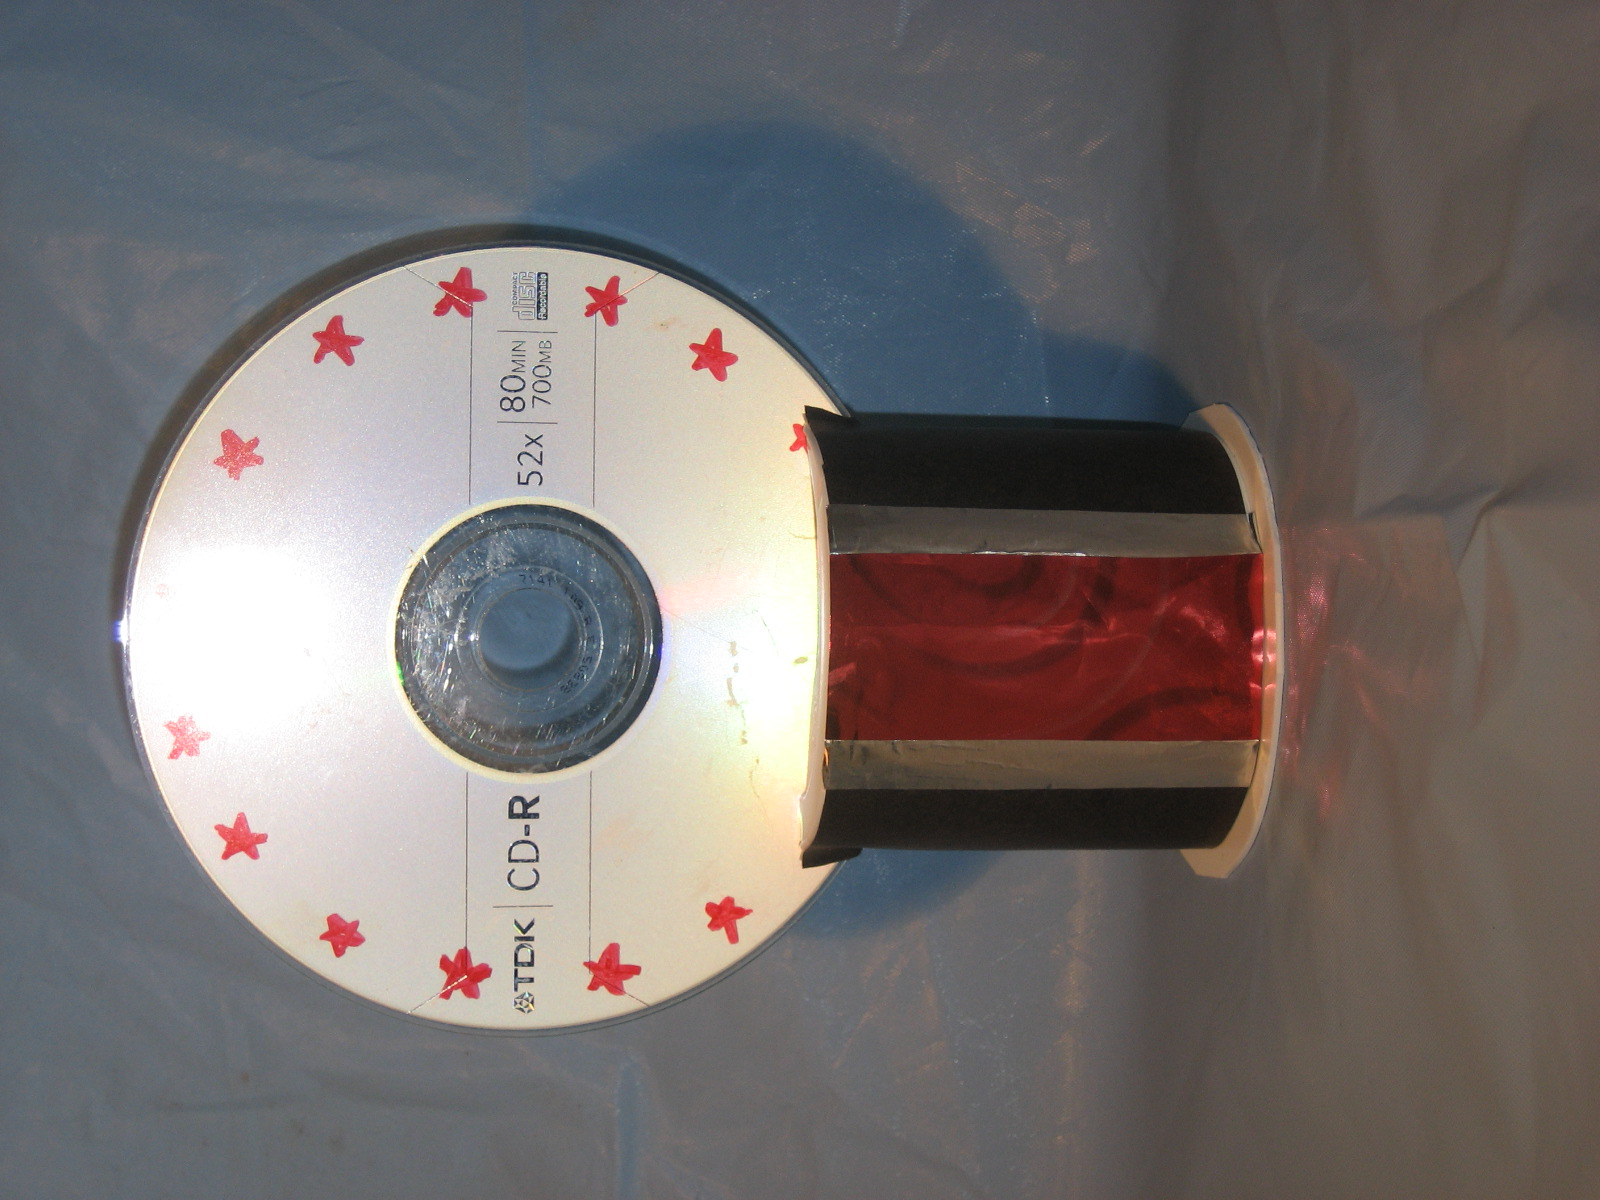 TDK | CD-R
52x | 80MIN
700MB
COMPACT
disc
Recordable